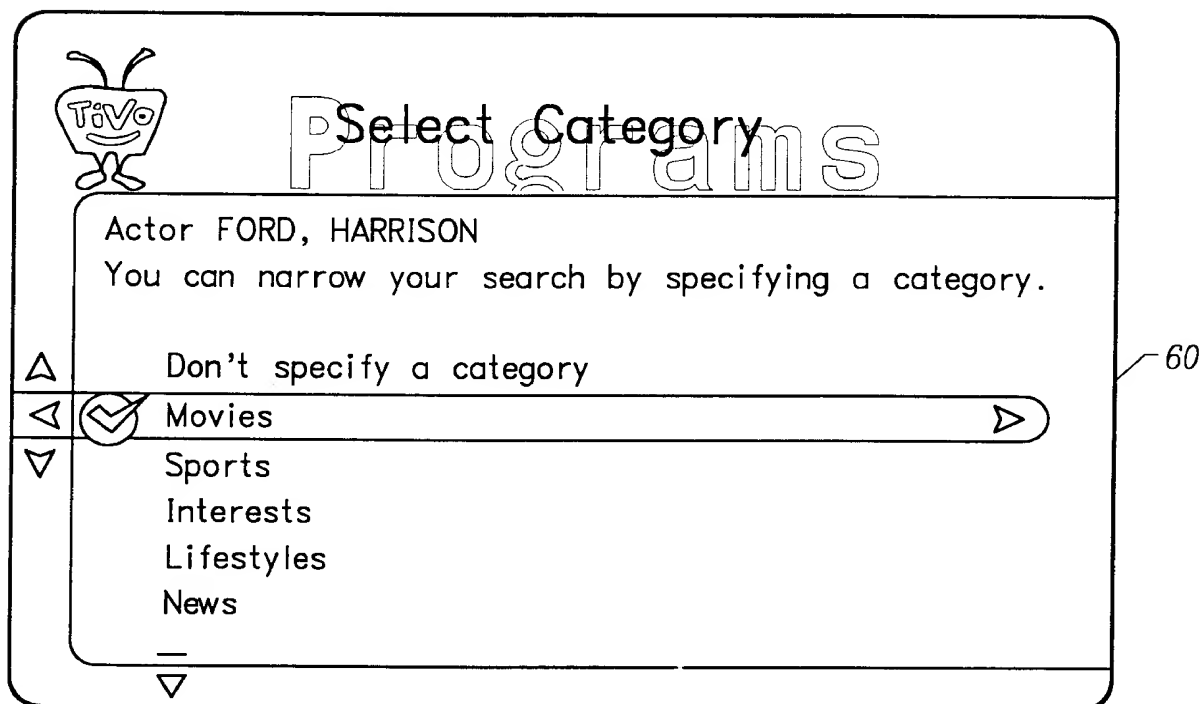 TiVo
Programs
Select Category
Actor FORD, HARRISON
You can narrow your search by specifying a category.
Don't specify a category
60
Movies
Sports
Interests
Lifestyles
News